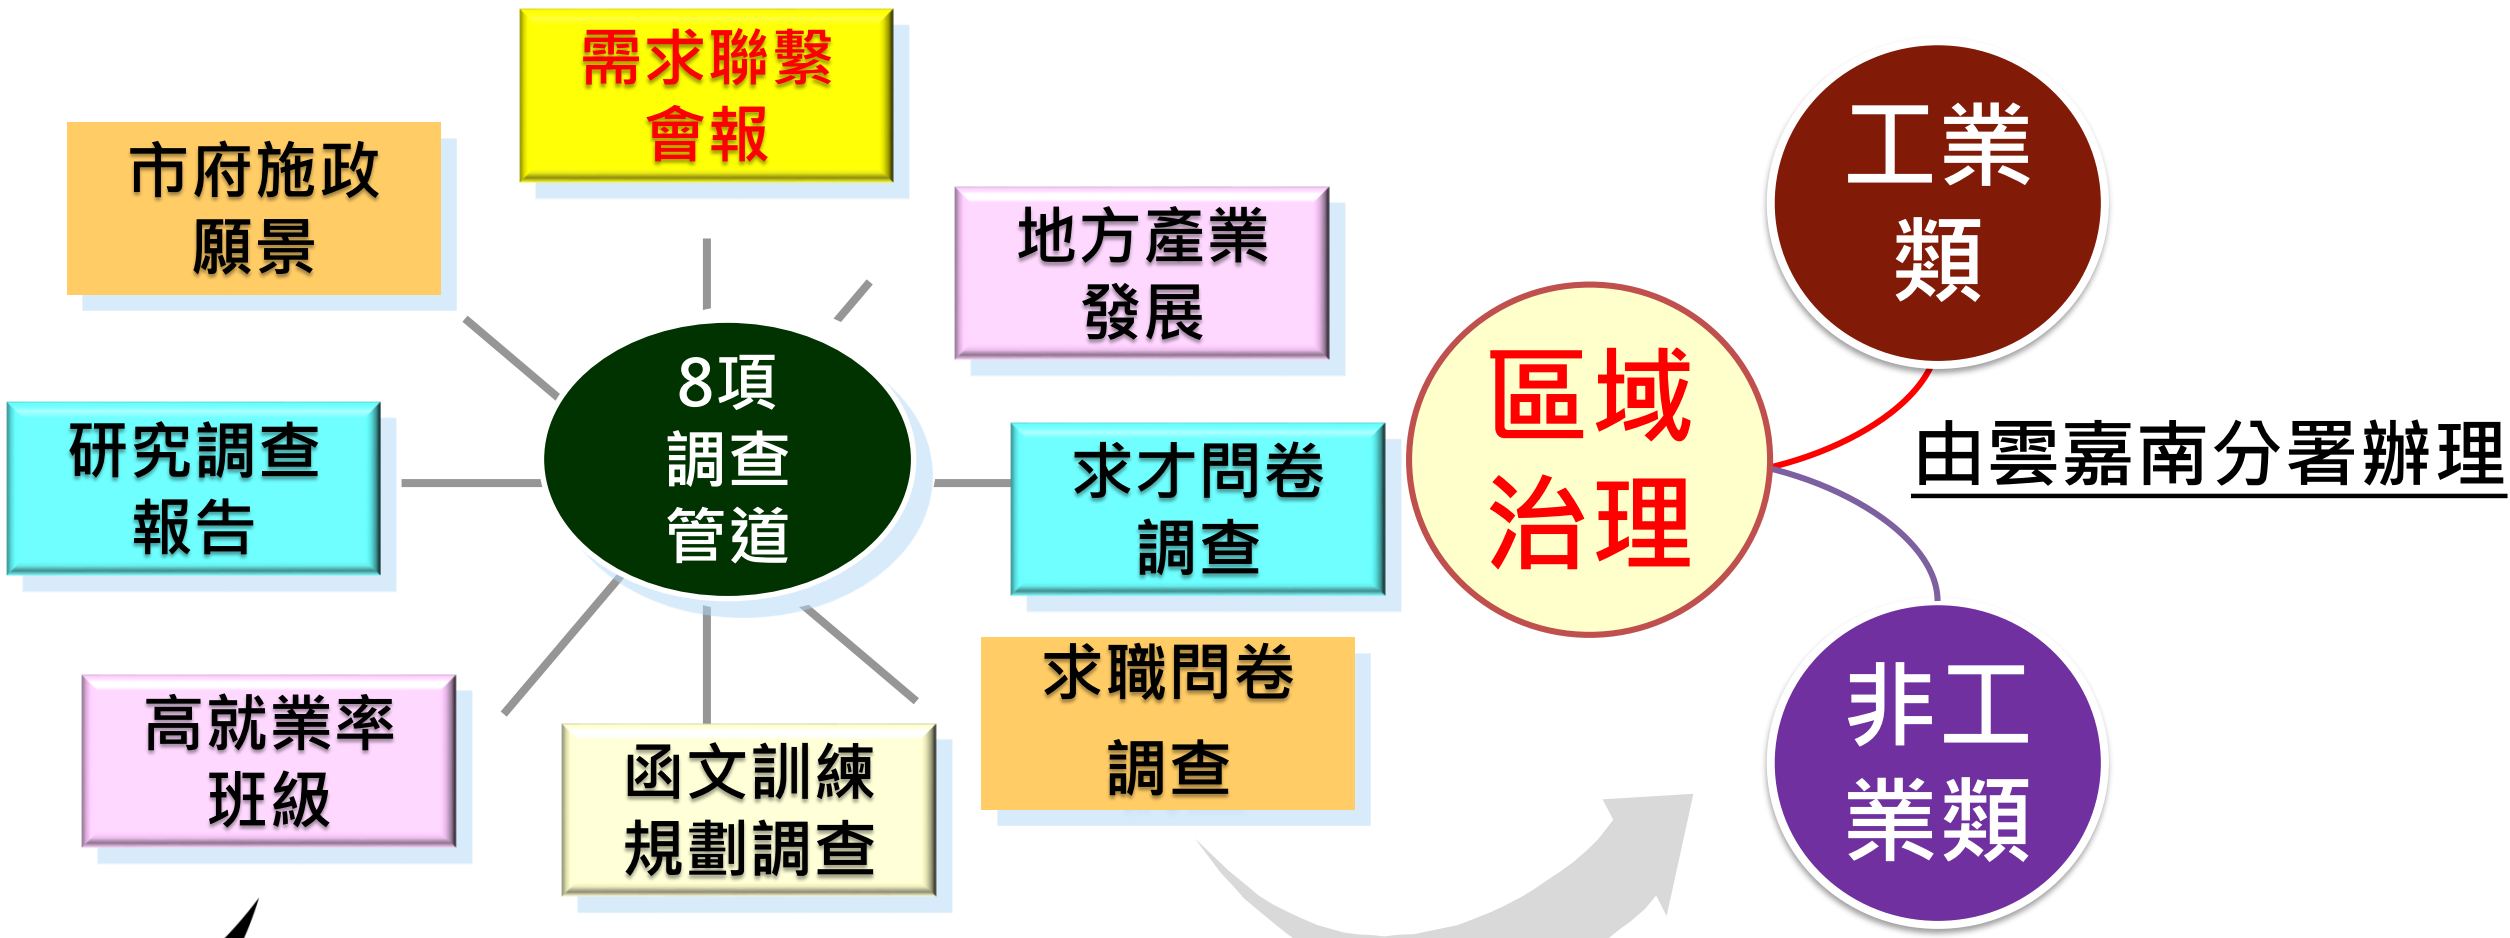 需求聯繫
會報
市府施政
願景
地方產業
發展
8項
調查
管道
研究調查
報告
求才問卷
調查
高就業率
班級
函文訓練
規劃調查
求職問卷
調查
區域
治理
工業
類
由雲嘉南分署辦理
非工
業類